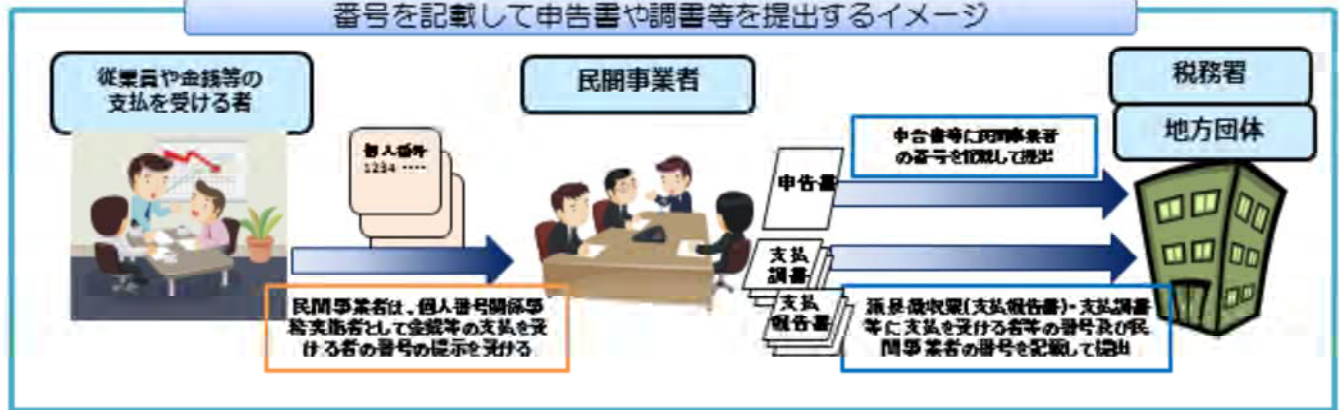 番号を記載して申告書や調書等を提出するイメージ
従業員や金銭等の
支払を受ける者
民間事業者
税務署
地方団体
個人番号
1234 ····
申告書等に民間事業者
の番号を記載して提出
申告書
支払
調書
支払
報告書
民間事業者は、個人番号関係事
務実施者として金銭等の支払を受
ける者の番号の提示を受ける
源泉徴収票(支払報告書)・支払調書
等に支払を受ける者等の番号及び民
間事業者の番号を記載して提出